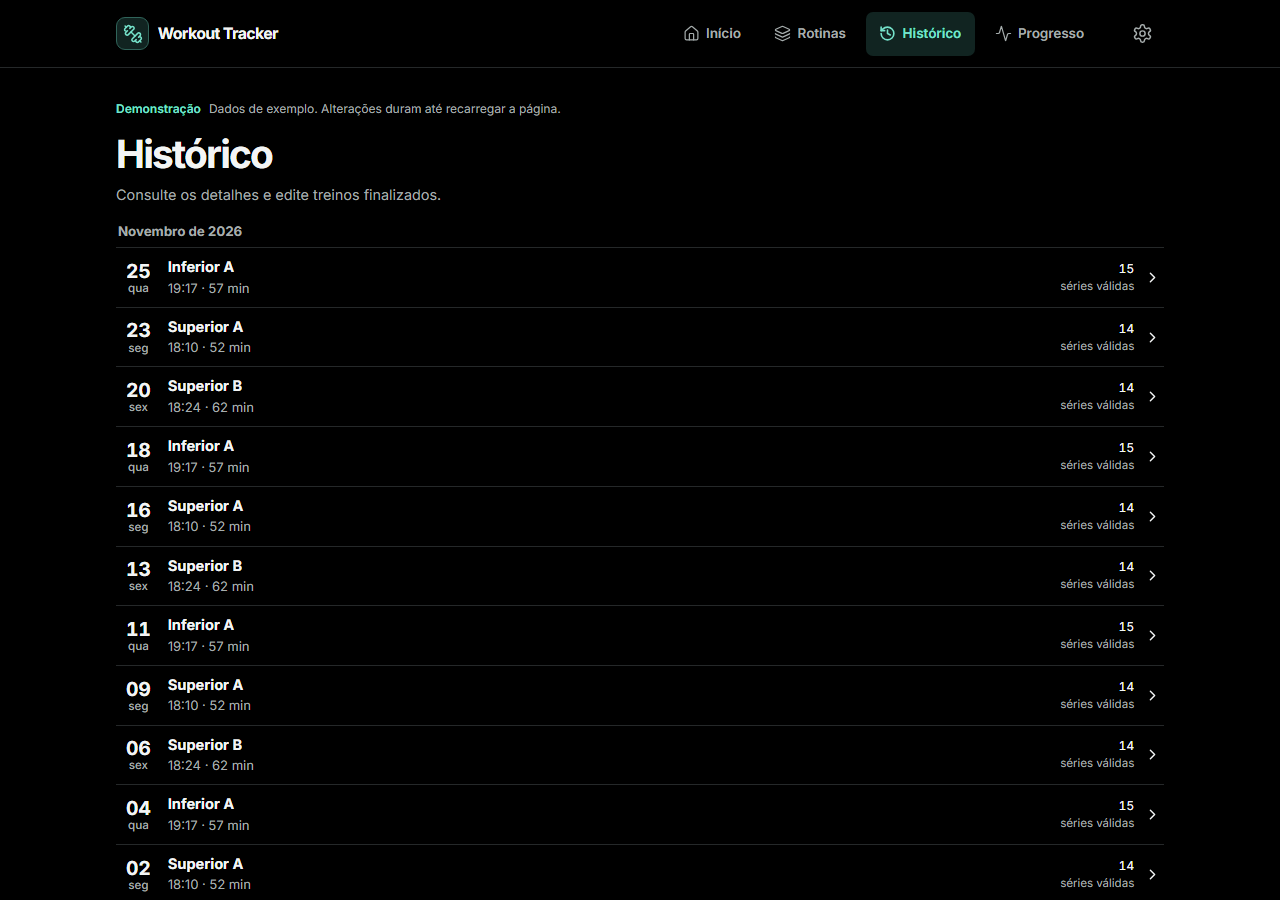 Workout Tracker
Início
Rotinas
Histórico
Progresso
Demonstração Dados de exemplo. Alterações duram até recarregar a página.
Histórico
Consulte os detalhes e edite treinos finalizados.
Novembro de 2026
25 Inferior A 15
qua 19:17 · 57 min séries válidas
23 Superior A 14
seg 18:10 · 52 min séries válidas
20 Superior B 14
sex 18:24 · 62 min séries válidas
18 Inferior A 15
qua 19:17 · 57 min séries válidas
16 Superior A 14
seg 18:10 · 52 min séries válidas
13 Superior B 14
sex 18:24 · 62 min séries válidas
11 Inferior A 15
qua 19:17 · 57 min séries válidas
09 Superior A 14
seg 18:10 · 52 min séries válidas
06 Superior B 14
sex 18:24 · 62 min séries válidas
04 Inferior A 15
qua 19:17 · 57 min séries válidas
02 Superior A 14
seg 18:10 · 52 min séries válidas